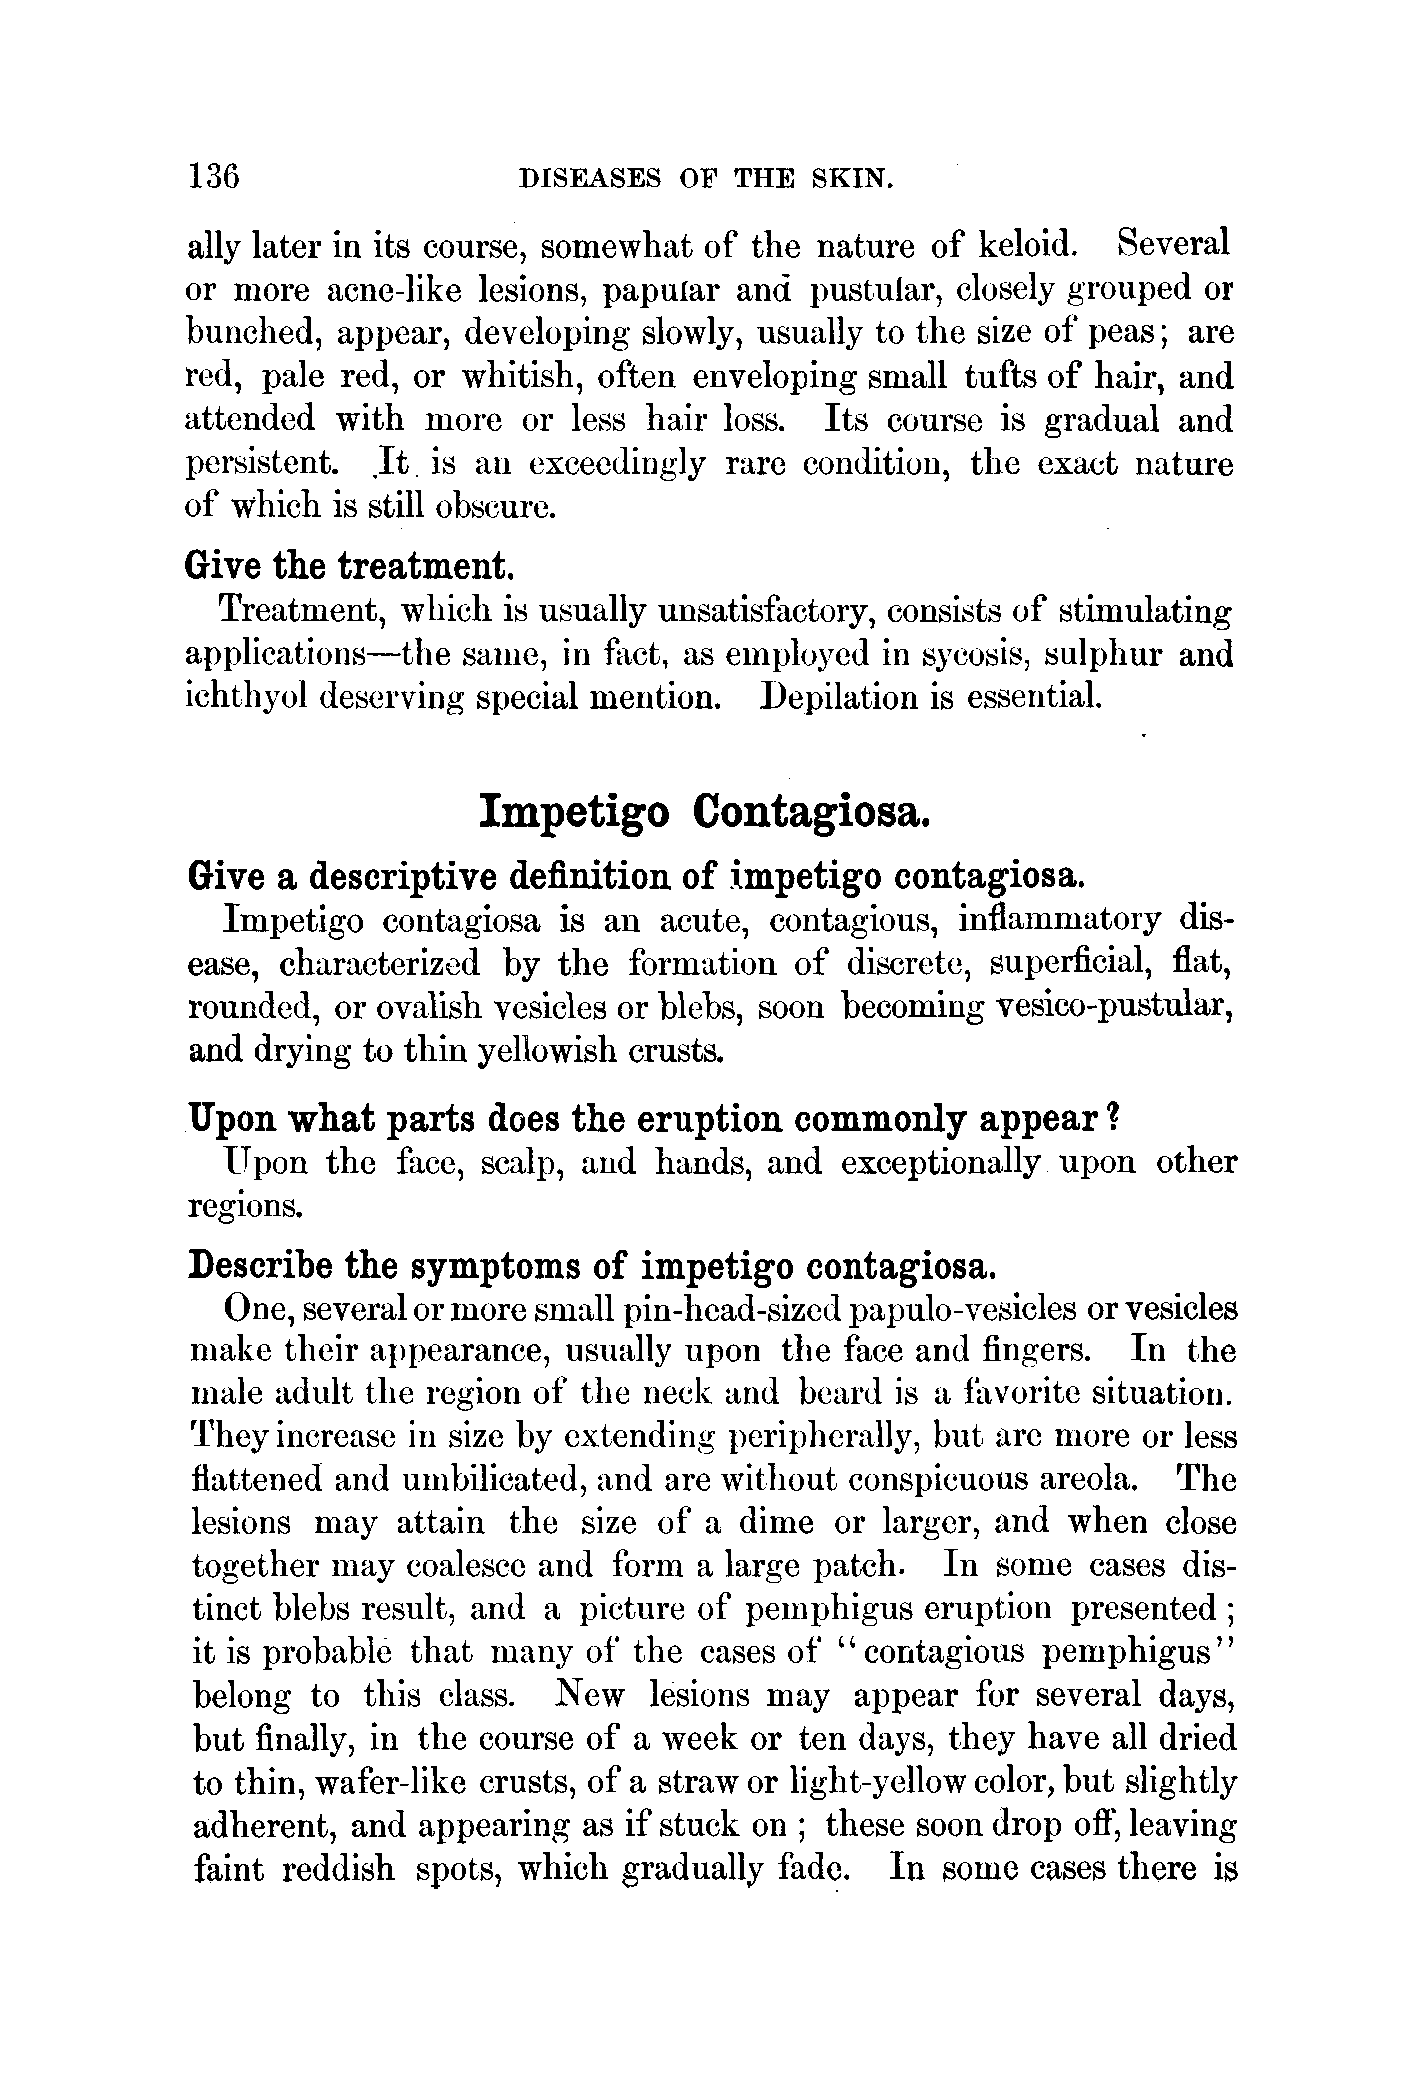 136 DISEASES OF THE SKIN.
ally later in its course, somewhat of the nature of keloid. Several
or more acne-like lesions, papular and pustular, closely grouped or
bunched, appear, developing slowly, usually to the size of peas; are
red, pale red, or whitish, often enveloping small tufts of hair, and
attended with more or less hair loss. Its course is gradual and
persistent. It is an exceedingly rare condition, the exact nature
of which is still obscure.
Give the treatment.
Treatment, which is usually unsatisfactory, consists of stimulating
applications—the same, in fact, as employed in sycosis, sulphur and
ichthyol deserving special mention. Depilation is essential.
Impetigo Contagiosa.
Give a descriptive definition of impetigo contagiosa.
Impetigo contagiosa is an acute, contagious, inflammatory dis-
ease, characterized by the formation of discrete, superficial, flat,
rounded, or ovalish vesicles or blebs, soon becoming vesico-pustular,
and drying to thin yellowish crusts.
Upon what parts does the eruption commonly appear?
Upon the face, scalp, and hands, and exceptionally upon other
regions.
Describe the symptoms of impetigo contagiosa.
One, several or more small pin-head-sized papulo-vesicles or vesicles
make their appearance, usually upon the face and fingers. In the
male adult the region of the neck and beard is a favorite situation.
They increase in size by extending peripherally, but are more or less
flattened and umbilicated, and are without conspicuous areola. The
lesions may attain the size of a dime or larger, and when close
together may coalesce and form a large patch. In some cases dis-
tinct blebs result, and a picture of pemphigus eruption presented;
it is probable that many of the cases of "contagious pemphigus"
belong to this class. New lesions may appear for several days,
but finally, in the course of a week or ten days, they have all dried
to thin, wafer-like crusts, of a straw or light-yellow color, but slightly
adherent, and appearing as if stuck on; these soon drop off, leaving
faint reddish spots, which gradually fade. In some cases there is